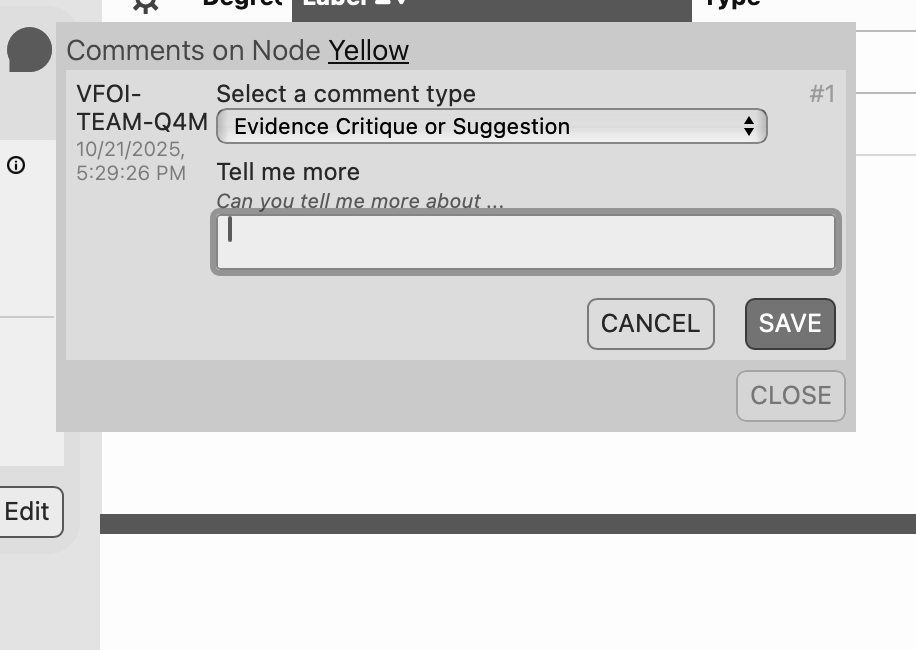 Degree Label Type
Comments on Node Yellow
VFOI-
TEAM-Q4M
10/21/2025,
5:29:26 PM
Select a comment type
#1
Evidence Critique or Suggestion
Tell me more
Can you tell me more about ...
CANCEL
SAVE
CLOSE
Edit